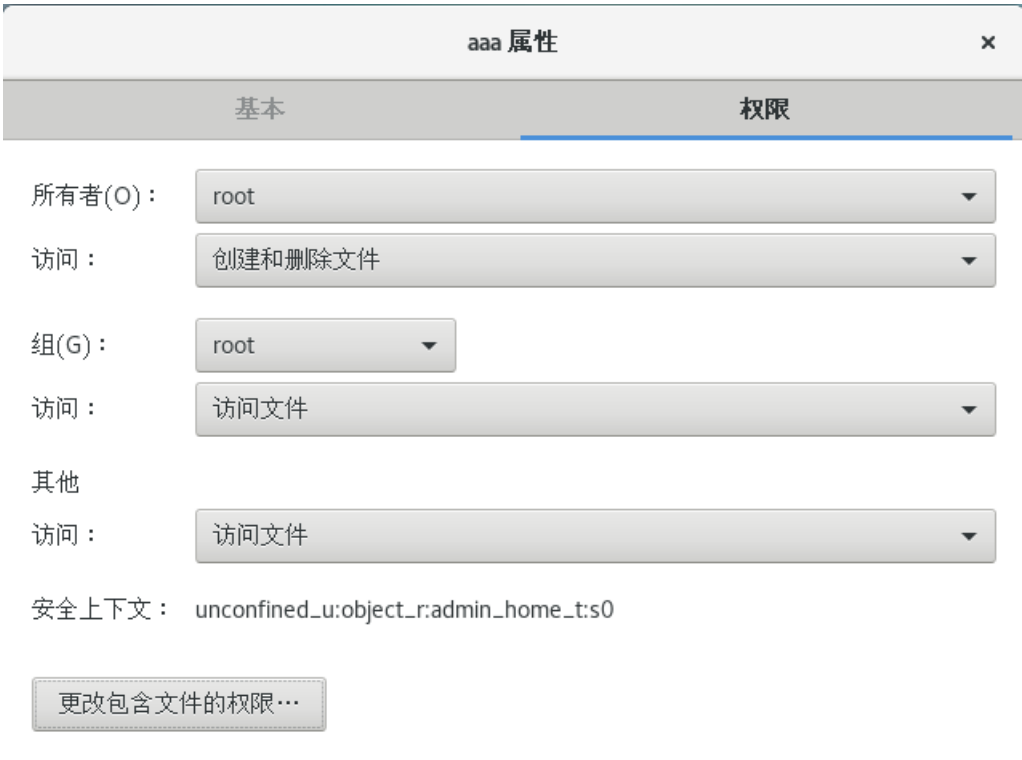 aaa 属性
基本 权限
所有者(O)： root
访问： 创建和删除文件
组(G)： root
访问： 访问文件
其他
访问： 访问文件
安全上下文： unconfined_u:object_r:admin_home_t:s0
更改包含文件的权限…